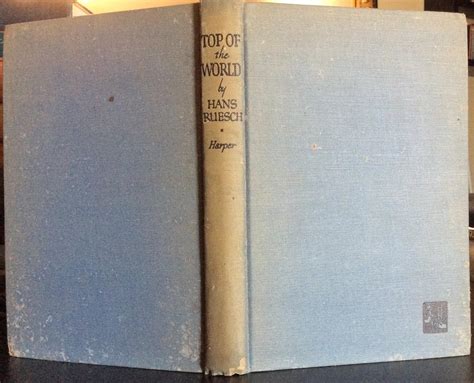 TOP OF
the
WORLD
by
HANS
RUESCH
Harper